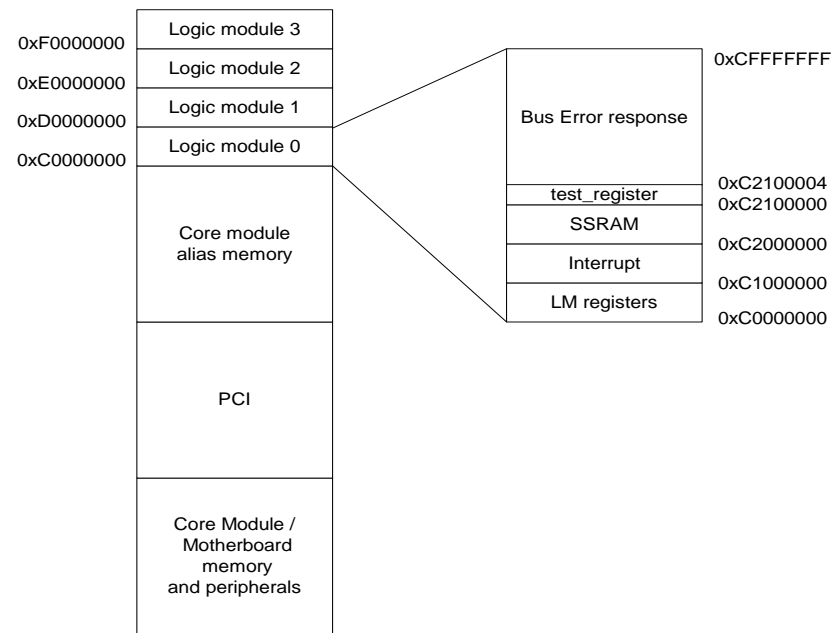 Logic module 3
0xF0000000
Logic module 2
0xE0000000
Logic module 1
0xD0000000
Logic module 0
0xC0000000
Core module
alias memory
PCI
Core Module /
Motherboard
memory
and peripherals
0xCFFFFFFF
Bus Error response
0xC2100004
test_register
0xC2100000
SSRAM
0xC2000000
Interrupt
0xC1000000
LM registers
0xC0000000